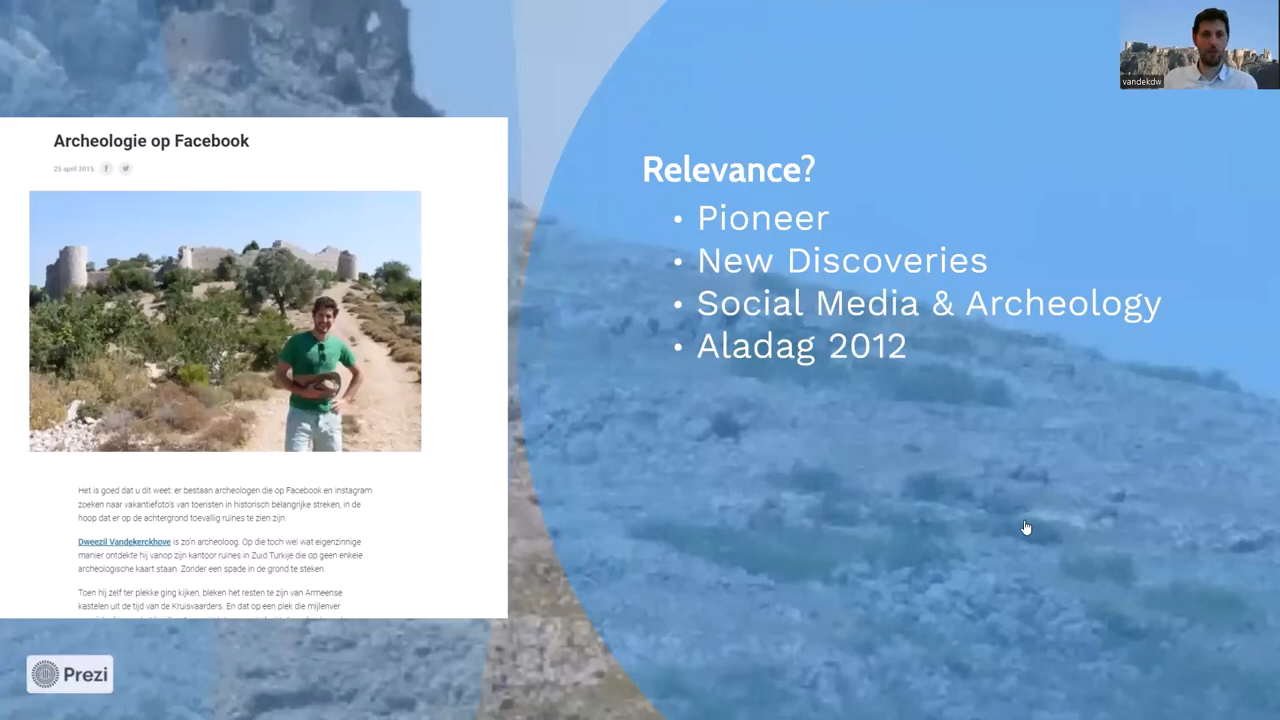 vandekdw
Archeologie op Facebook
25 april 2015
Relevance?
• Pioneer
• New Discoveries
• Social Media & Archeology
• Aladag 2012
Het is goed dat u dit weet: er bestaan archeologen die op Facebook en instagram
zoeken naar vakantiefoto's van toeristen in historisch belangrijke streken, in de
hoop dat er op de achtergrond toevallig ruïnes te zien zijn.
Dweezil Vandekerckhove is zo'n archeoloog. Op die toch wel wat eigenzinnige
manier ontdekte hij vanop zijn kantoor ruïnes in Zuid Turkije die op geen enkele
archeologische kaart staan. Zonder een spade in de grond te steken.
Toen hij zelf ter plekke ging kijken, bleken het resten te zijn van Armeense
kastelen uit de tijd van de Kruisvaarders. En dat op een plek die mijlenver
Prezi